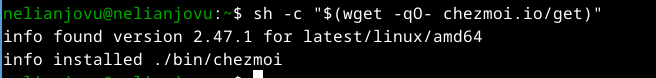 nelianjovu@nelianjovu:~$ sh -c "$(wget -qO- chezmoi.io/get)"
info found version 2.47.1 for latest/linux/amd64
info installed ./bin/chezmoi